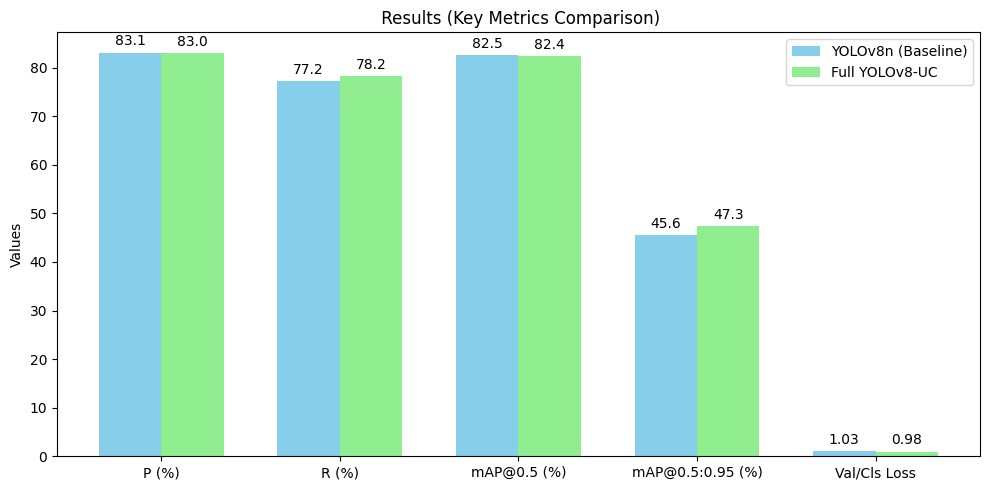 Results (Key Metrics Comparison)
YOLOv8n (Baseline)
Full YOLOv8-UC
Values
80
70
60
50
40
30
20
10
0
83.1
83.0
77.2
78.2
82.5
82.4
45.6
47.3
1.03
0.98
P (%)
R (%)
mAP@0.5 (%)
mAP@0.5:0.95 (%)
Val/Cls Loss